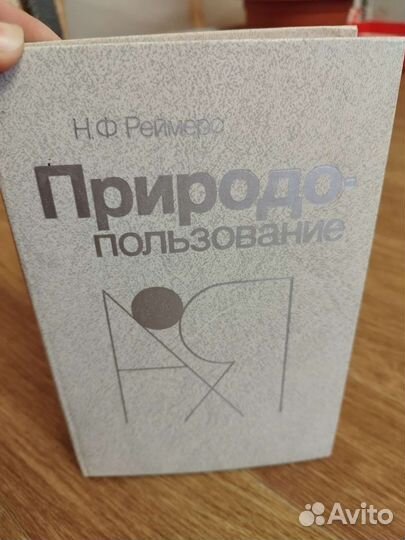 Н.Ф. Реймерс
Природо-
пользование
Avito